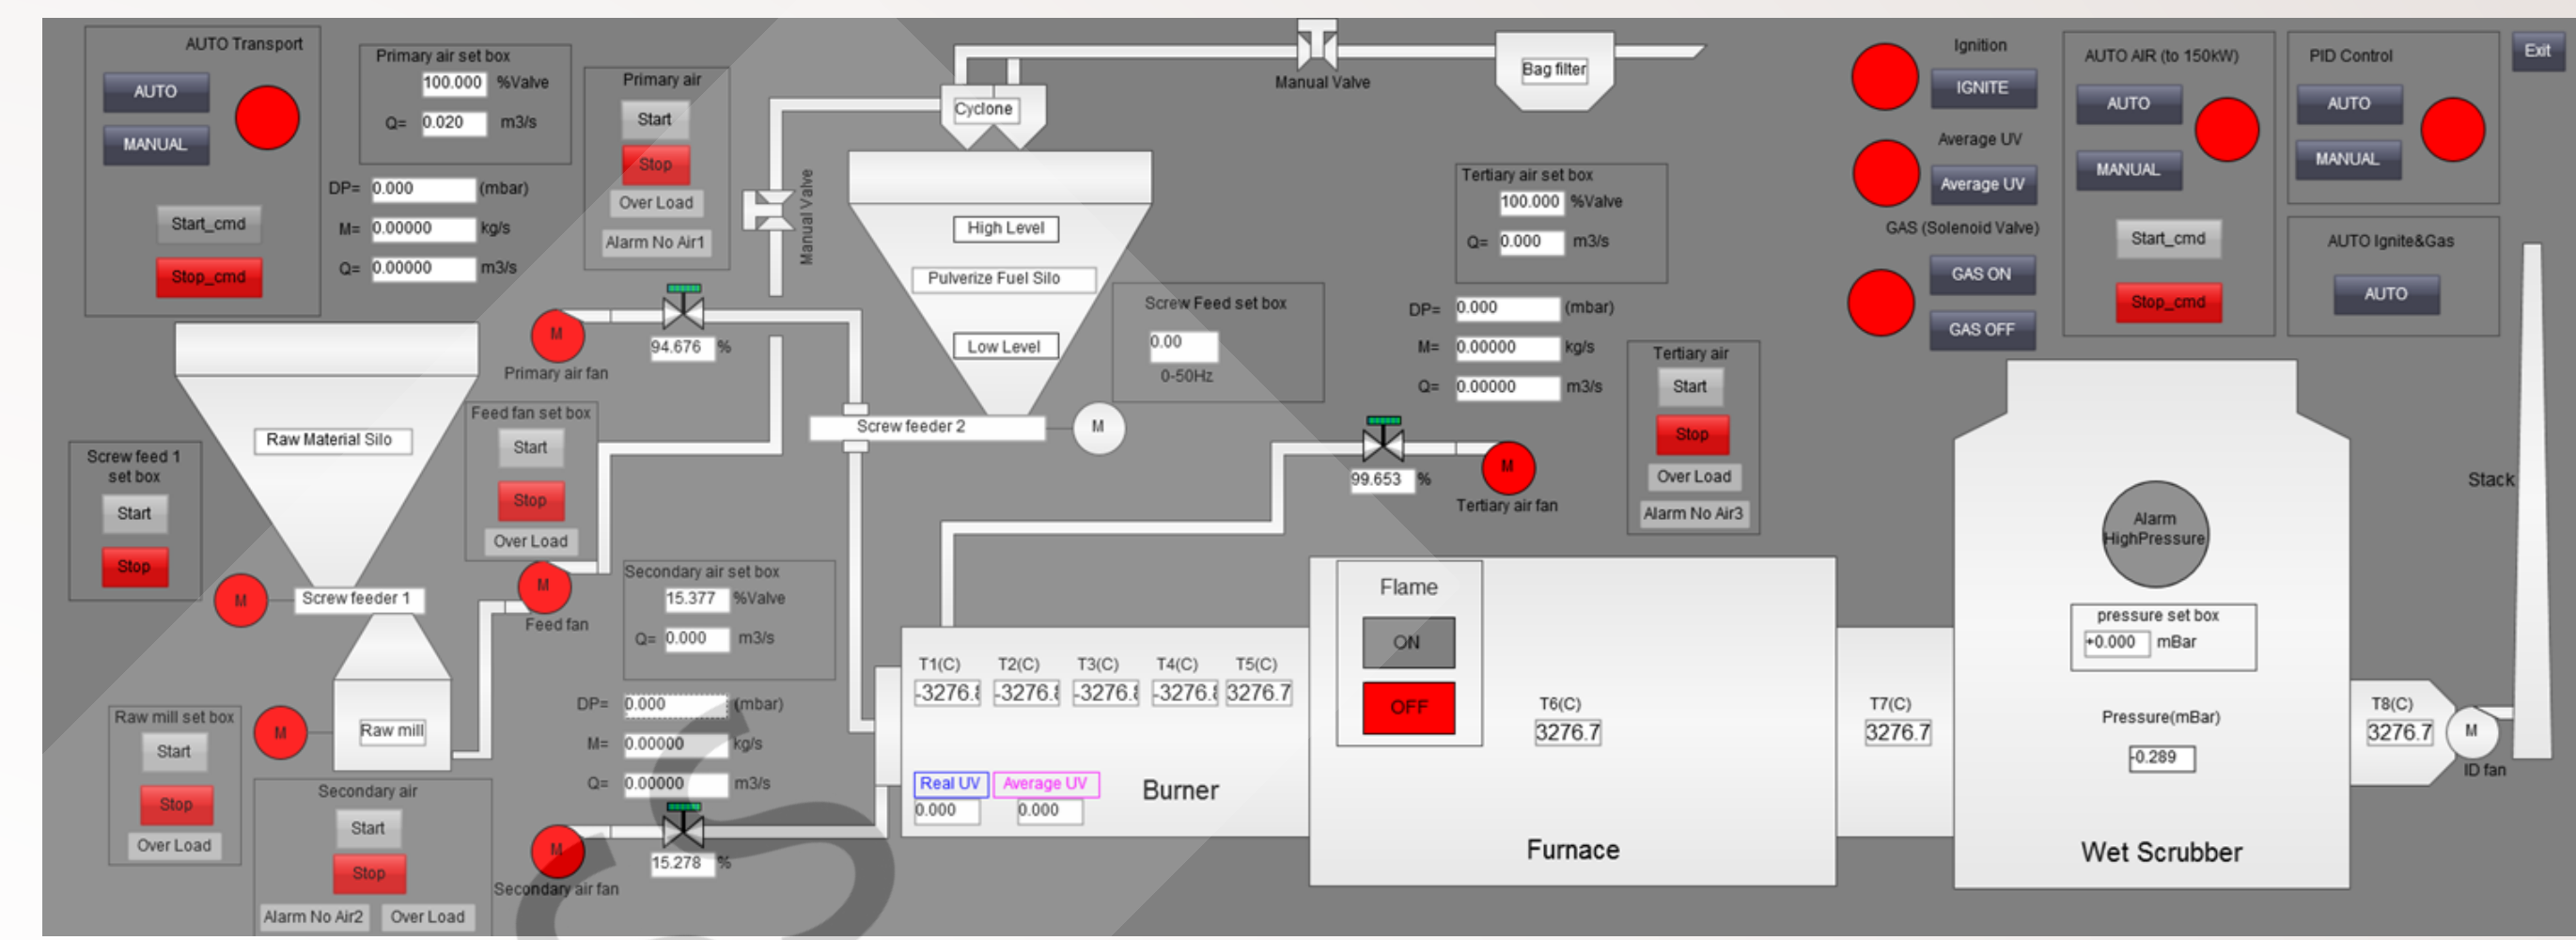 AUTO Transport
AUTO
MANUAL
Start_cmd
Stop_cmd
Primary air set box
100.000 %Valve
Q= 0.020 m3/s
DP= 0.000 (mbar)
M= 0.00000 kg/s
Q= 0.00000 m3/s
Primary air
Start
Stop
Over Load
Alarm No Air1
Manual Valve
Cyclone
Manual Valve
Bag filter
High Level
Pulverize Fuel Silo
Low Level
Screw feeder 2
M
Screw Feed set box
0.00
0-50Hz
M
Primary air fan
94.676 %
Raw Material Silo
Screw feed 1
set box
Start
Stop
M
Screw feeder 1
Feed fan set box
Start
Stop
Over Load
M
Feed fan
Raw mill set box
Start
Stop
Over Load
M
Raw mill
Secondary air
Start
Stop
Alarm No Air2
Over Load
Secondary air set box
15.377 %Valve
Q= 0.000 m3/s
DP= 0.000 (mbar)
M= 0.00000 kg/s
Q= 0.00000 m3/s
M
Secondary air fan
15.278 %
Tertiary air set box
100.000 %Valve
Q= 0.000 m3/s
DP= 0.000 (mbar)
M= 0.00000 kg/s
Q= 0.00000 m3/s
Tertiary air
Start
Stop
Over Load
Alarm No Air3
99.653 %
M
Tertiary air fan
T1(C) T2(C) T3(C) T4(C) T5(C)
-3276.8 -3276.8 -3276.8 -3276.8 3276.7
Real UV Average UV
0.000 0.000
Burner
Flame
ON
OFF
T6(C)
3276.7
Furnace
T7(C)
3276.7
Ignition
IGNITE
Average UV
Average UV
GAS (Solenoid Valve)
GAS ON
GAS OFF
AUTO AIR (to 150kW)
AUTO
MANUAL
Start_cmd
Stop_cmd
PID Control
AUTO
MANUAL
AUTO Ignite&Gas
AUTO
Exit
Alarm
HighPressure
pressure set box
+0.000 mBar
Pressure(mBar)
-0.289
Wet Scrubber
T8(C)
3276.7
M
ID fan
Stack